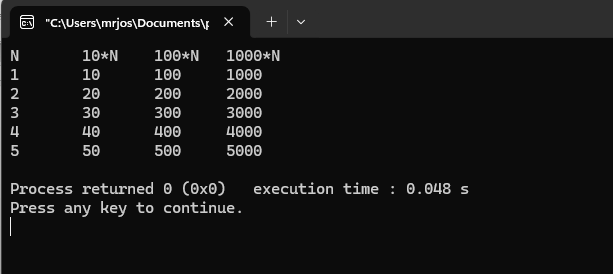 "C:\Users\mrjos\Documents\p
N 10*N 100*N 1000*N
1 10 100 1000
2 20 200 2000
3 30 300 3000
4 40 400 4000
5 50 500 5000
Process returned 0 (0x0) execution time : 0.048 s
Press any key to continue.